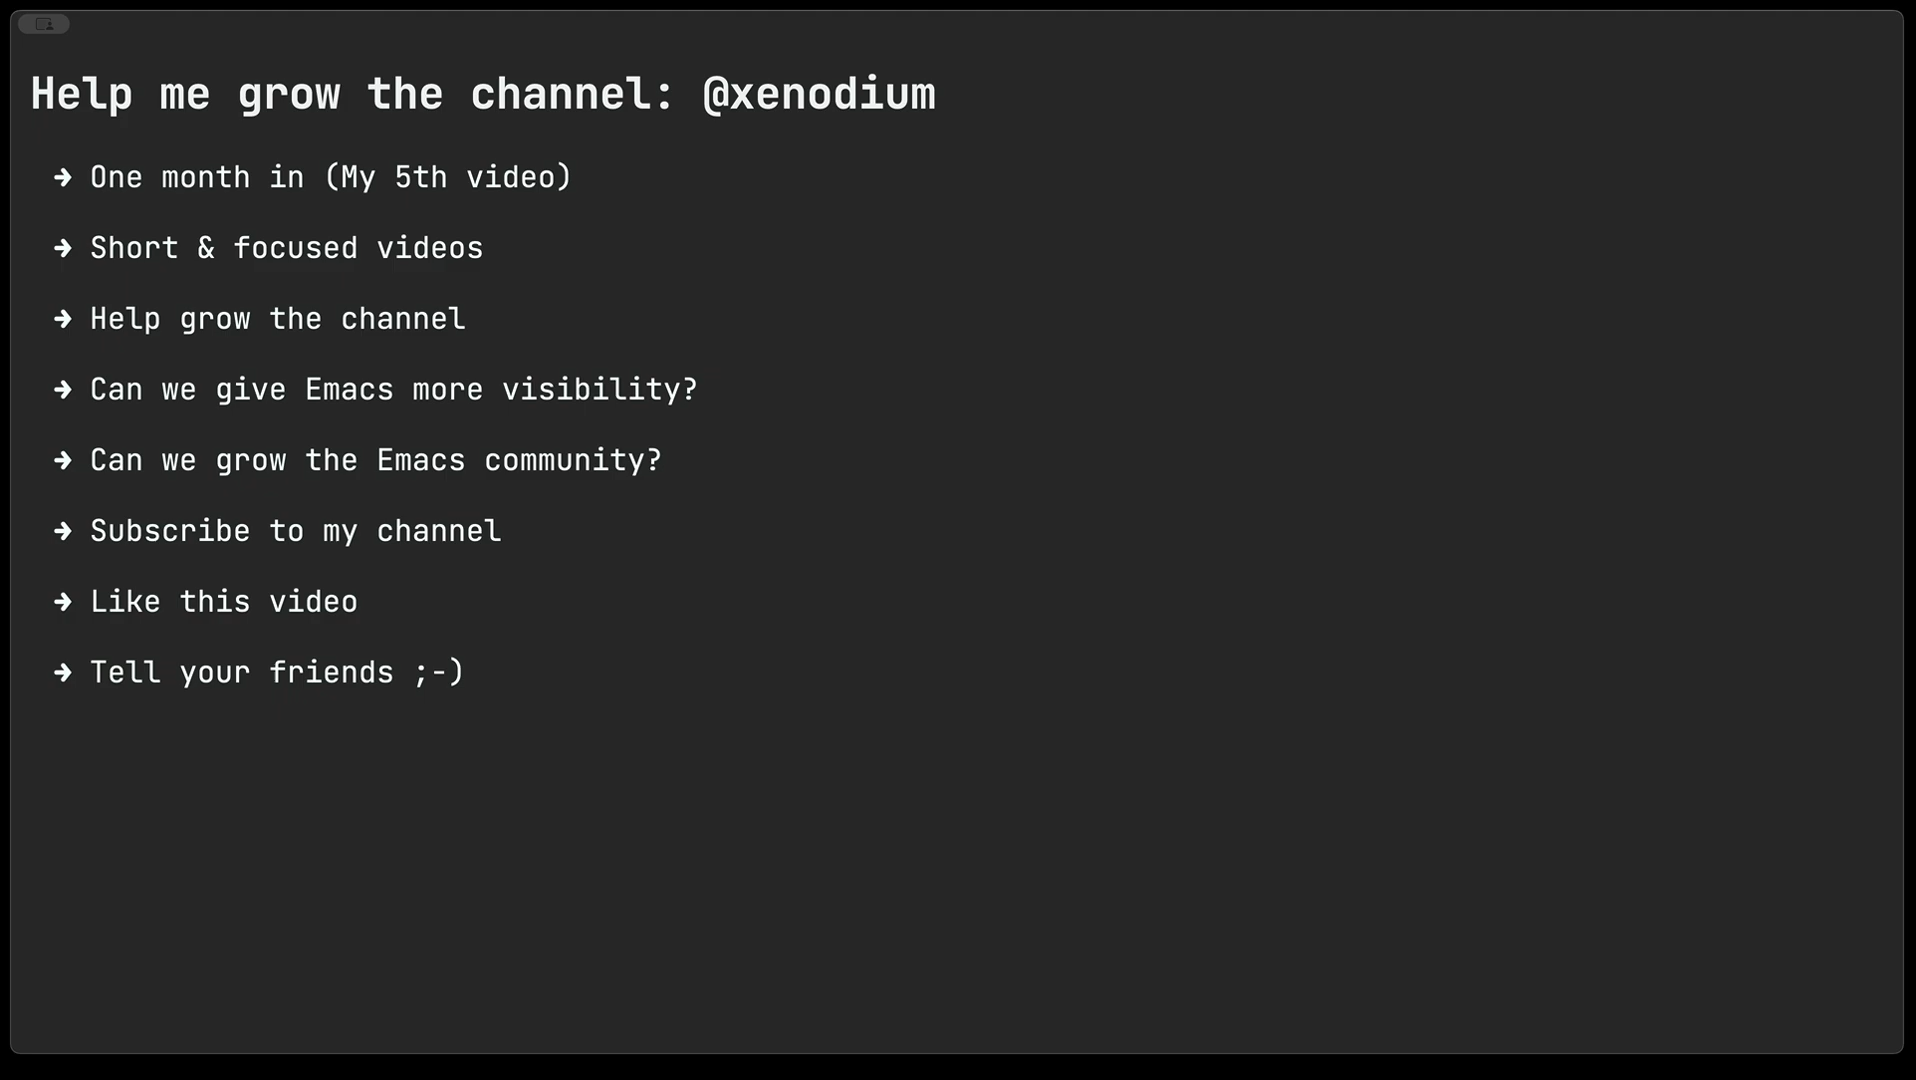 Help me grow the channel: @xenodium
→ One month in (My 5th video)
→ Short & focused videos
→ Help grow the channel
→ Can we give Emacs more visibility?
→ Can we grow the Emacs community?
→ Subscribe to my channel
→ Like this video
→ Tell your friends ;-)